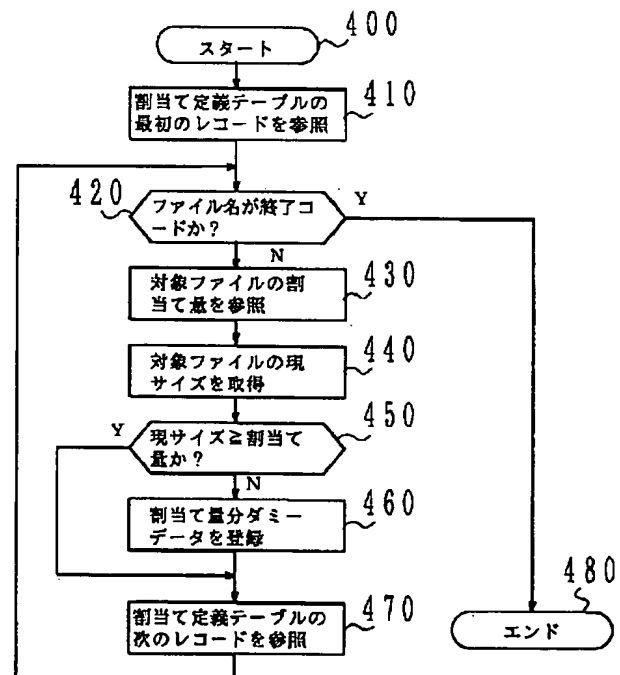 400
スタート
410
割当て定義テーブルの
最初のレコードを参照
420
ファイル名が終了コ
ードか?
Y
N
430
対象ファイルの割
当て量を参照
440
対象ファイルの現
サイズを取得
450
Y
現サイズ≧割当て
量か?
N
460
割当て量分ダミー
データを登録
470
割当て定義テーブルの
次のレコードを参照
480
エンド